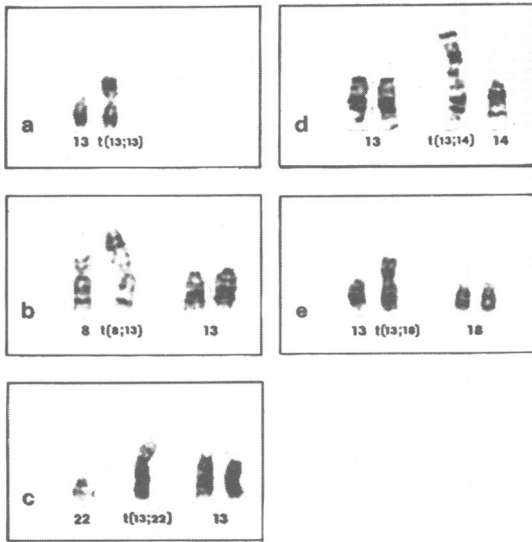 a
13 t(13;13)
b
8 t(8;13) 13
c
22 t(13;22) 13
d
13 t(13;14) 14
e
13 t(13;18) 18